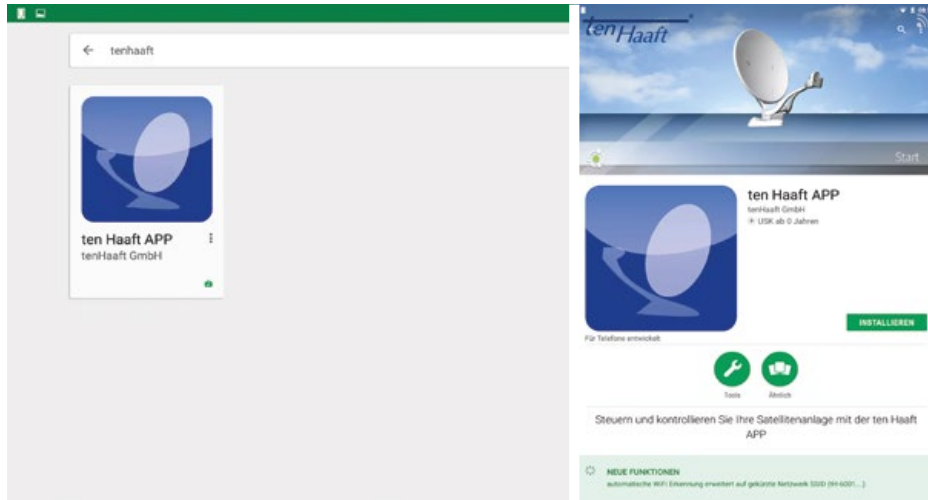 tenhaaft
ten Haaft APP
tenHaaft GmbH
ten Haaft
Start
ten Haaft APP
tenHaaft GmbH
USK ab 0 Jahren
INSTALLIEREN
Für Telefone entwickelt
Tools
Ähnlich
Steuern und kontrollieren Sie Ihre Satellitenanlage mit der ten Haaft
APP
NEUE FUNKTIONEN
automatische WiFi Erkennung erweitert auf gekürzte Netzwerk SSID